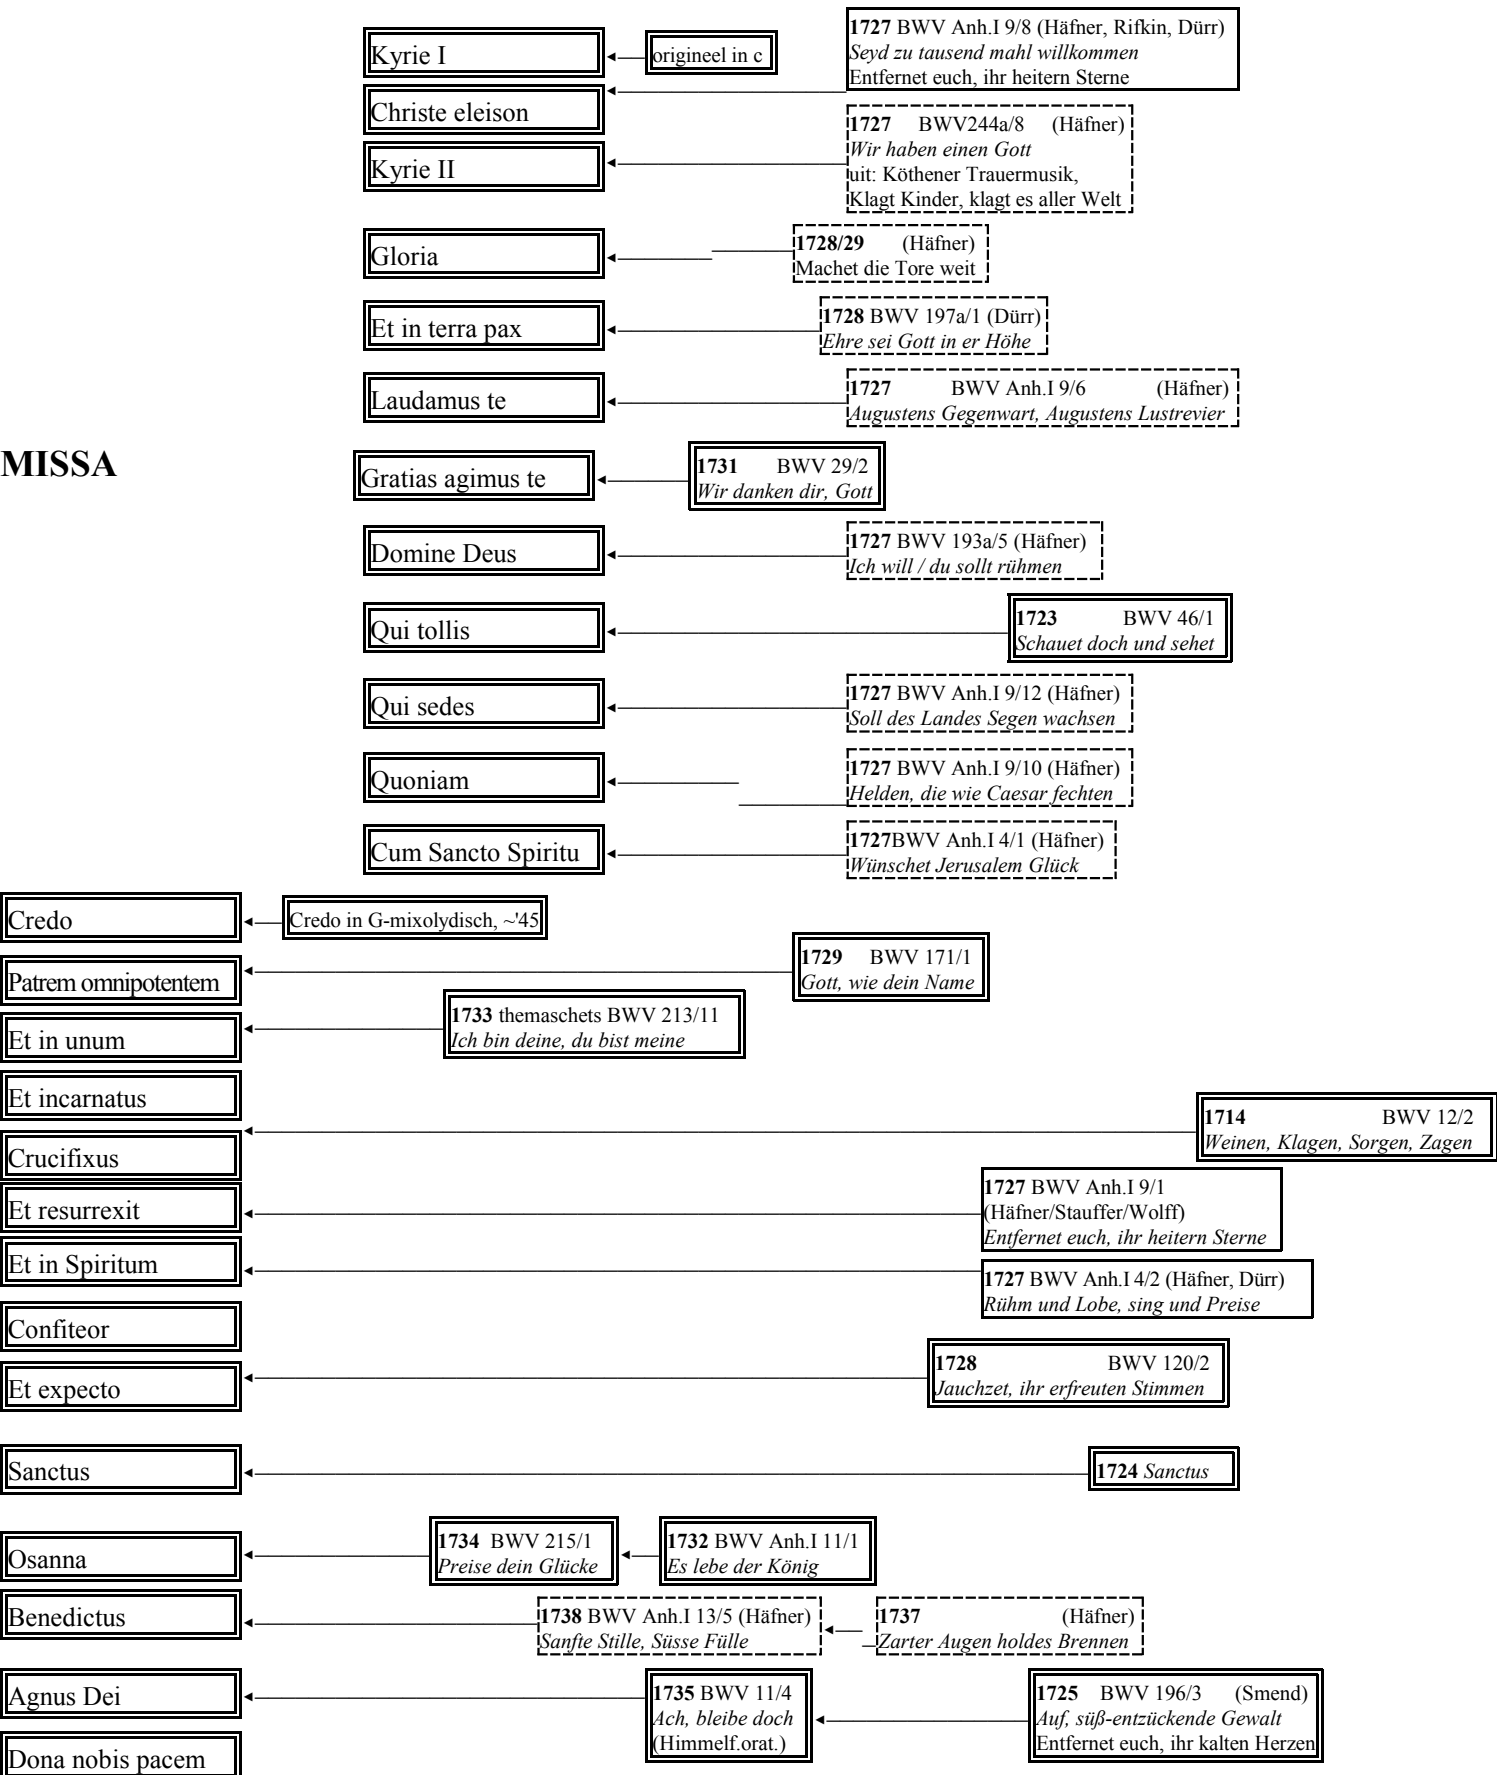 Kyrie I
origineel in c
1727 BWV Anh.I 9/8 (Häfner, Rifkin, Dürr)
Seyd zu tausend mahl willkommen
Entfernet euch, ihr heitern Sterne
Christe eleison
Kyrie II
1727 BWV244a/8 (Häfner)
Wir haben einen Gott
uit: Köthener Trauermusik,
Klagt Kinder, klagt es aller Welt
Gloria
1728/29 (Häfner)
Machet die Tore weit
Et in terra pax
1728 BWV 197a/1 (Dürr)
Ehre sei Gott in er Höhe
Laudamus te
1727 BWV Anh.I 9/6 (Häfner)
Augustens Gegenwart, Augustens Lustrevier
MISSA
Gratias agimus te
1731 BWV 29/2
Wir danken dir, Gott
Domine Deus
1727 BWV 193a/5 (Häfner)
Ich will / du sollt rühmen
Qui tollis
1723 BWV 46/1
Schauet doch und sehet
Qui sedes
1727 BWV Anh.I 9/12 (Häfner)
Soll des Landes Segen wachsen
Quoniam
1727 BWV Anh.I 9/10 (Häfner)
Helden, die wie Caesar fechten
Cum Sancto Spiritu
1727BWV Anh.I 4/1 (Häfner)
Wünschet Jerusalem Glück
Credo
Credo in G-mixolydisch, ~'45
Patrem omnipotentem
1729 BWV 171/1
Gott, wie dein Name
Et in unum
1733 themaschets BWV 213/11
Ich bin deine, du bist meine
Et incarnatus
Crucifixus
1714 BWV 12/2
Weinen, Klagen, Sorgen, Zagen
Et resurrexit
1727 BWV Anh.I 9/1
(Häfner/Stauffer/Wolff)
Entfernet euch, ihr heitern Sterne
Et in Spiritum
1727 BWV Anh.I 4/2 (Häfner, Dürr)
Rühm und Lobe, sing und Preise
Confiteor
Et expecto
1728 BWV 120/2
Jauchzet, ihr erfreuten Stimmen
Sanctus
1724 Sanctus
Osanna
1734 BWV 215/1
Preise dein Glücke
1732 BWV Anh.I 11/1
Es lebe der König
Benedictus
1738 BWV Anh.I 13/5 (Häfner)
Sanfte Stille, Süsse Fülle
1737 (Häfner)
Zarter Augen holdes Brennen
Agnus Dei
1735 BWV 11/4
Ach, bleibe doch
(Himmelf.orat.)
1725 BWV 196/3 (Smend)
Auf, süß-entzückende Gewalt
Entfernet euch, ihr kalten Herzen
Dona nobis pacem